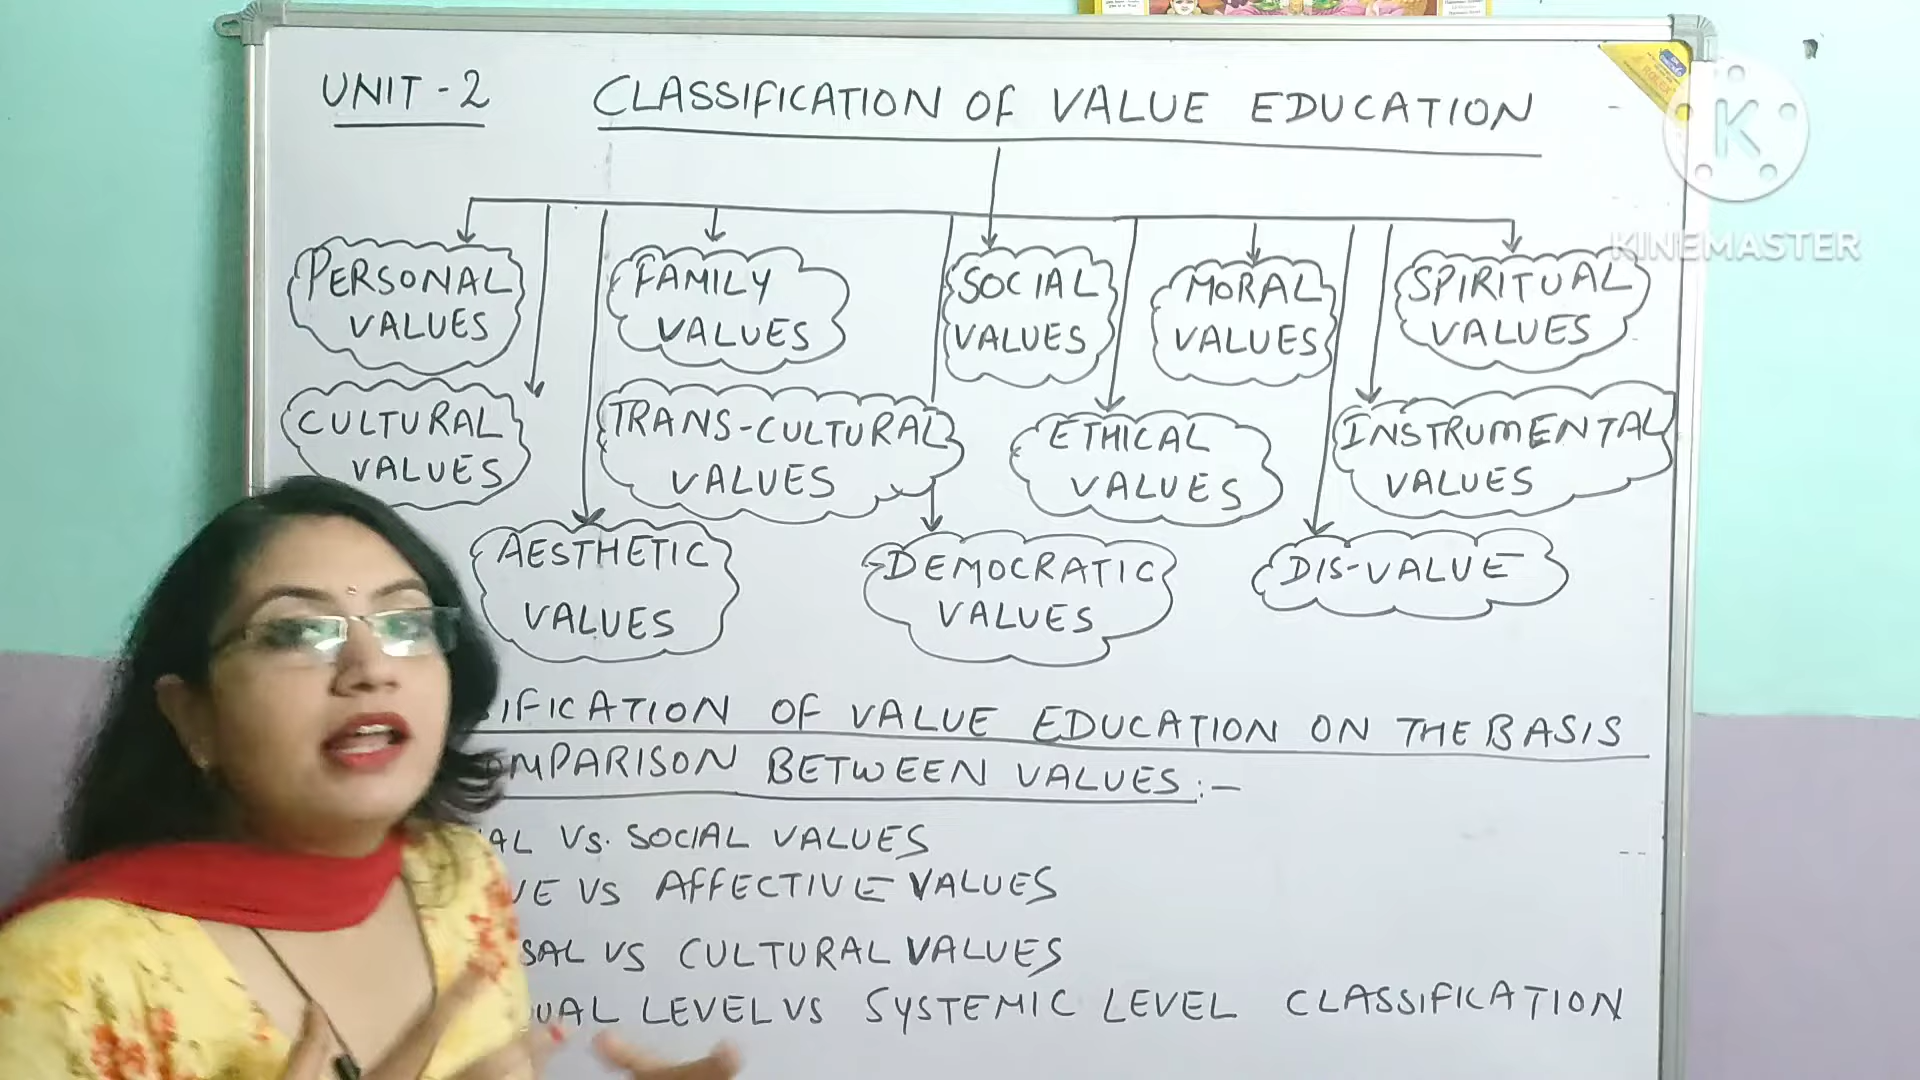 UNIT - 2 CLASSIFICATION OF VALUE EDUCATION
PERSONAL
VALUES
FAMILY
VALUES
SOCIAL
VALUES
MORAL
VALUES
SPIRITUAL
VALUES
CULTURAL
VALUES
TRANS-CULTURAL
VALUES
ETHICAL
VALUES
INSTRUMENTAL
VALUES
AESTHETIC
VALUES
DEMOCRATIC
VALUES
DIS-VALUE
IFICATION OF VALUE EDUCATION ON THE BASIS
OMPARISON BETWEEN VALUES :-
AL Vs. SOCIAL VALUES
VE VS AFFECTIVE VALUES
SAL VS CULTURAL VALUES
UAL LEVEL VS SYSTEMIC LEVEL CLASSIFICATION
K
KINEMASTER